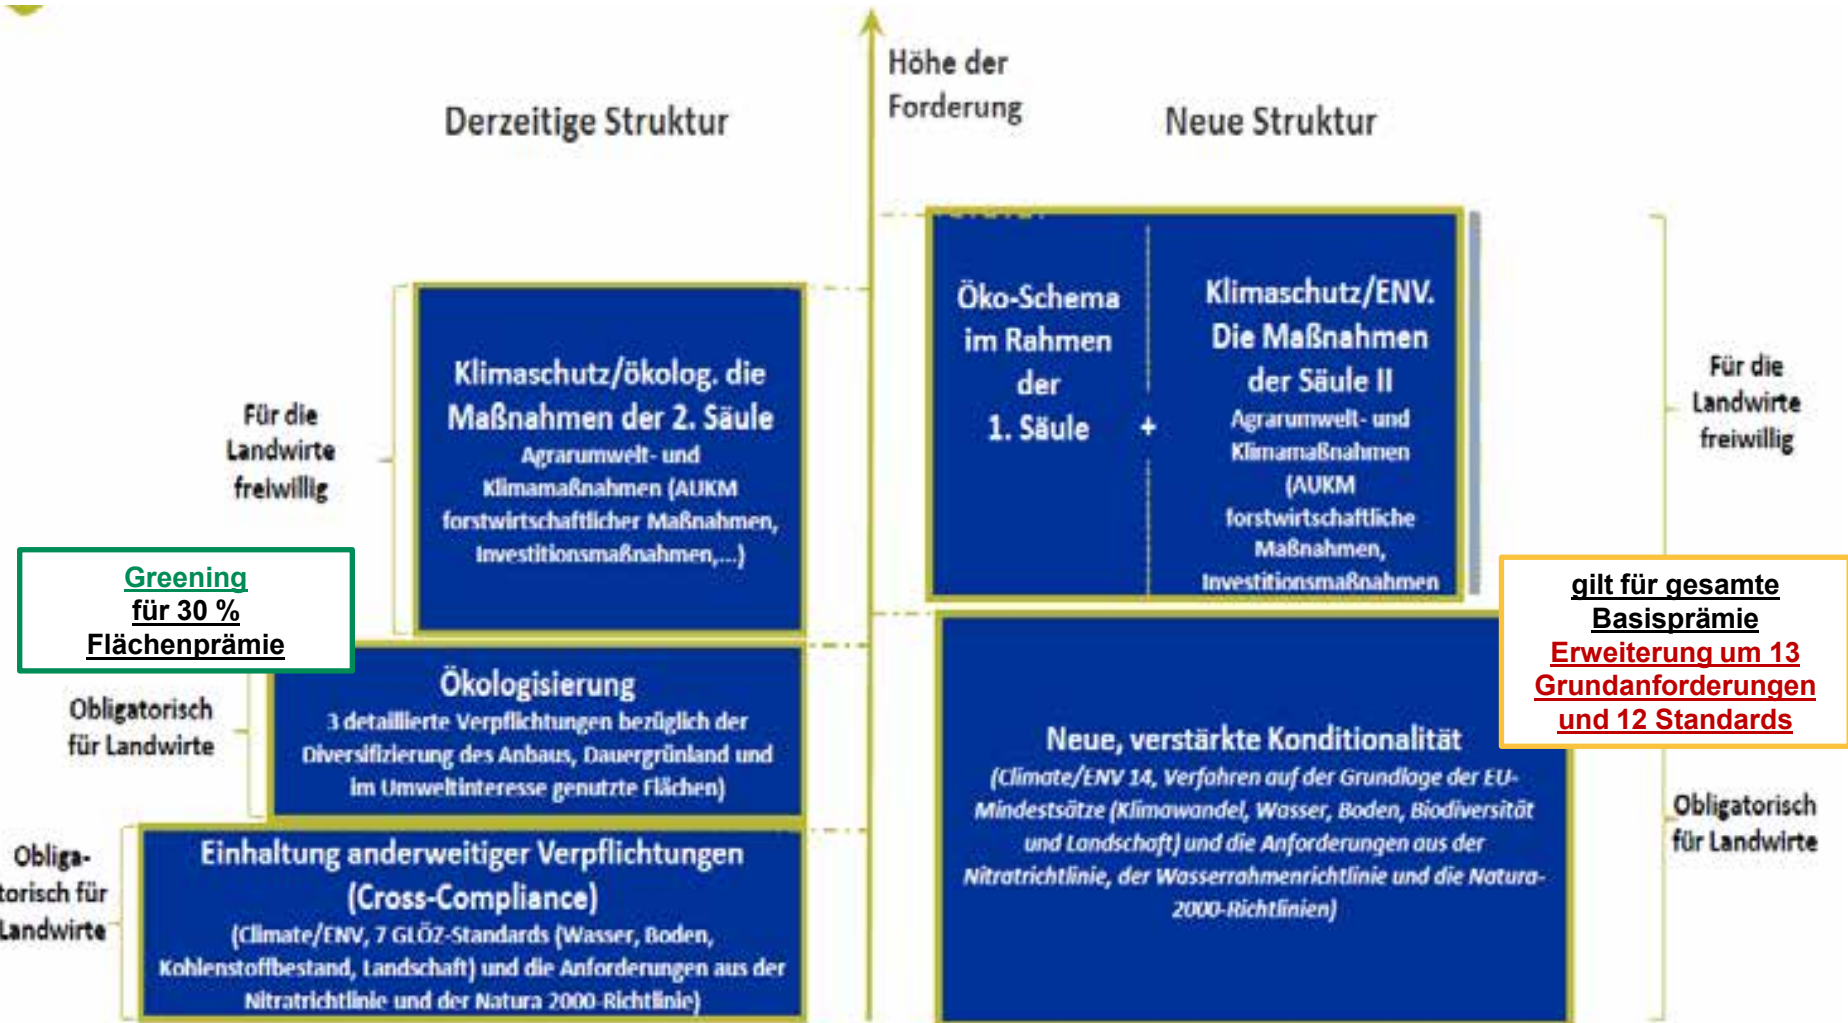 Höhe der
Forderung
Derzeitige Struktur
Neue Struktur
Für die
Landwirte
freiwillig
Klimaschutz/ökolog. die
Maßnahmen der 2. Säule
Agrarumwelt- und
Klimamaßnahmen (AUKM
forstwirtschaftlicher Maßnahmen,
Investitionsmaßnahmen,...)
Greening
für 30 %
Flächenprämie
Obligatorisch
für Landwirte
Ökologisierung
3 detaillierte Verpflichtungen bezüglich der
Diversifizierung des Anbaus, Dauergrünland und
im Umweltinteresse genutzte Flächen)
Obliga-
torisch für
Landwirte
Einhaltung anderweitiger Verpflichtungen
(Cross-Compliance)
(Climate/ENV, 7 GLÖZ-Standards (Wasser, Boden,
Kohlenstoffbestand, Landschaft) und die Anforderungen aus der
Nitratrichtlinie und der Natura 2000-Richtlinie)
Öko-Schema
im Rahmen
der
1. Säule
+
Klimaschutz/ENV.
Die Maßnahmen
der Säule II
Agrarumwelt- und
Klimamaßnahmen
(AUKM
forstwirtschaftliche
Maßnahmen,
Investitionsmaßnahmen
Für die
Landwirte
freiwillig
gilt für gesamte
Basisprämie
Erweiterung um 13
Grundanforderungen
und 12 Standards
Neue, verstärkte Konditionalität
(Climate/ENV 14, Verfahren auf der Grundlage der EU-
Mindestsätze (Klimawandel, Wasser, Boden, Biodiversität
und Landschaft) und die Anforderungen aus der
Nitratrichtlinie, der Wasserrahmenrichtlinie und die Natura-
2000-Richtlinien)
Obligatorisch
für Landwirte